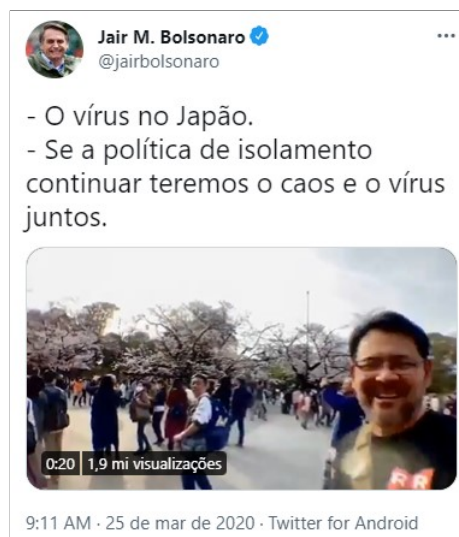 Jair M. Bolsonaro
@jairbolsonaro
- O vírus no Japão.
- Se a política de isolamento
continuar teremos o caos e o vírus
juntos.
RR
0:20 1,9 mi visualizações
9:11 AM · 25 de mar de 2020 · Twitter for Android